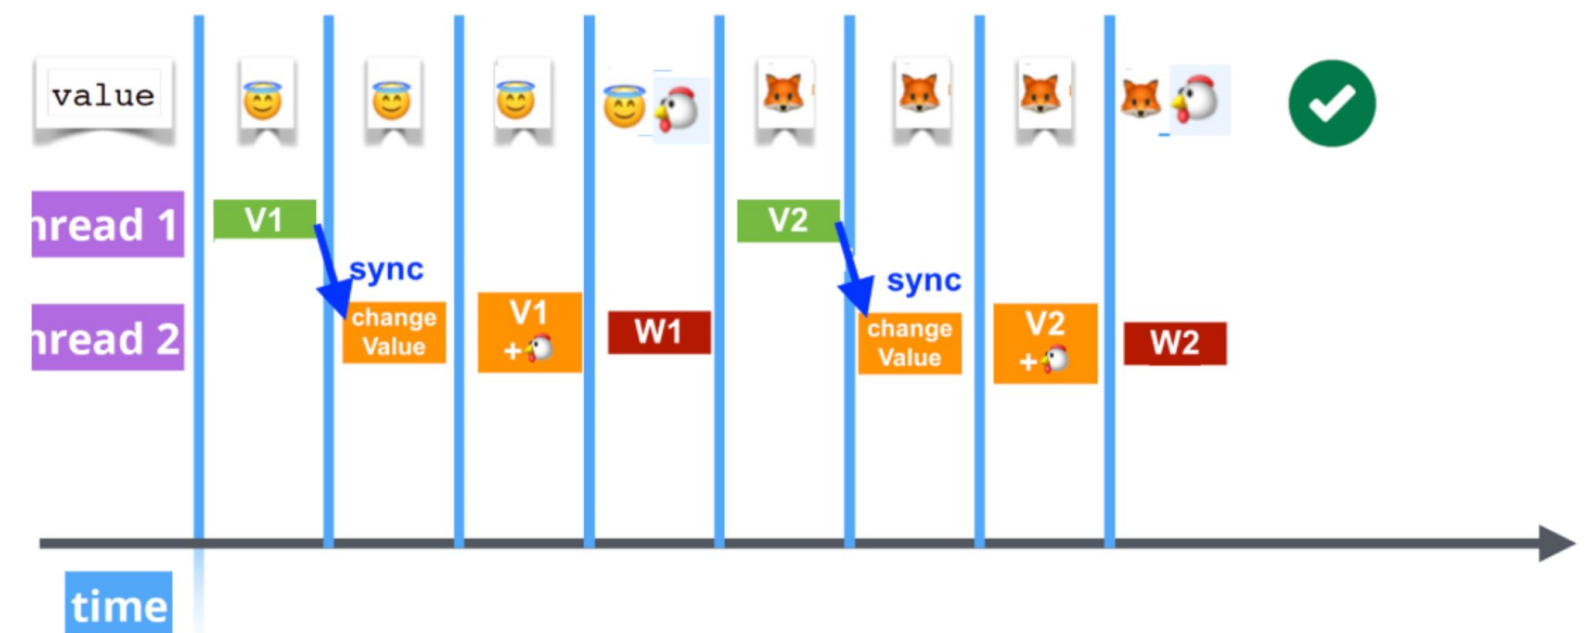 value
hread 1
V1
V2
sync
sync
change
Value
V1
+🐔
W1
change
Value
V2
+🐔
W2
hread 2
time